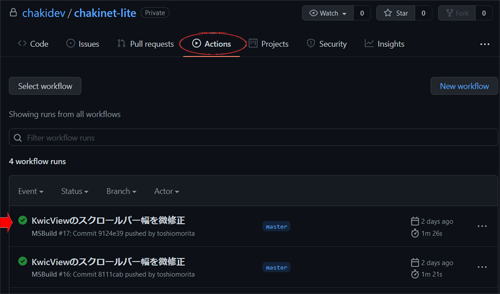 chakidev / chakinet-lite Private
Watch 0 Star 0 Fork 0
Code Issues Pull requests Actions Projects Security Insights
Select workflow New workflow
Showing runs from all workflows
Filter workflow runs
4 workflow runs
Event Status Branch Actor
KwicViewのスクロールバー幅を微修正
master
2 days ago
MSBuild #17: Commit 9124e39 pushed by toshiomorita
1m 26s
KwicViewのスクロールバー幅を微修正
master
2 days ago
MSBuild #16: Commit 8111cab pushed by toshiomorita
1m 21s